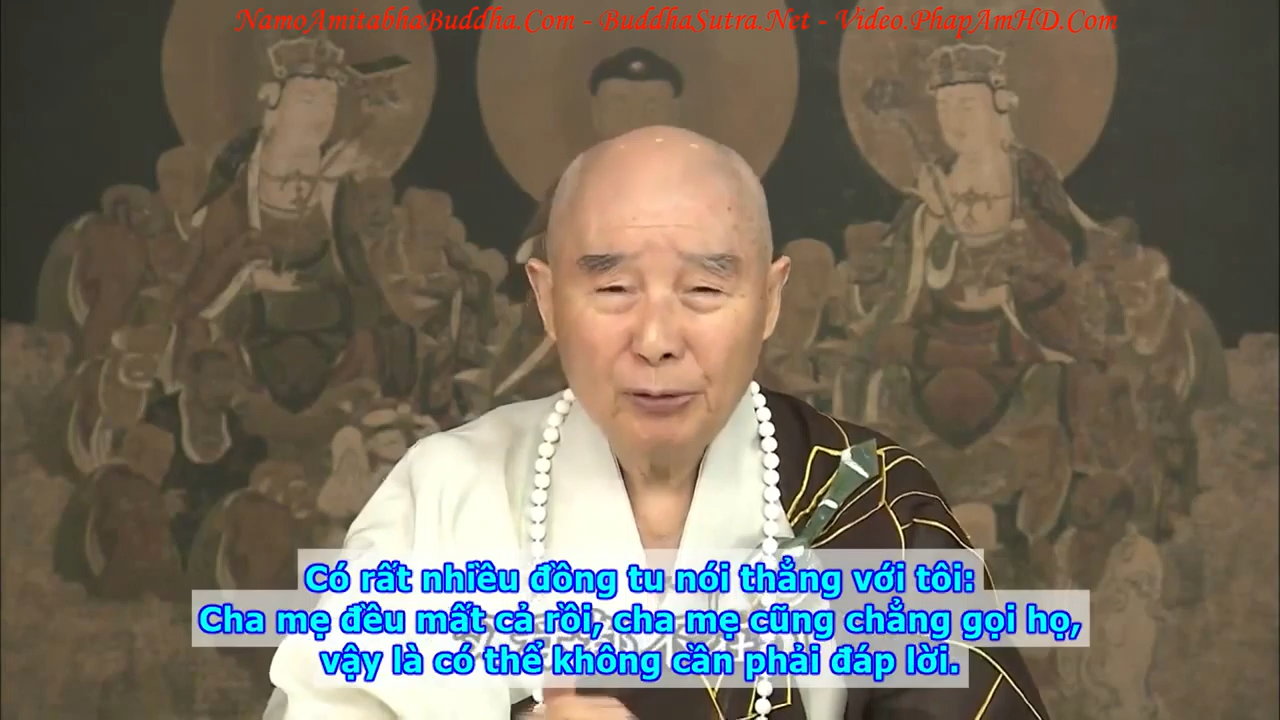 NamoAmitabhaBuddha.Com - BuddhaSutra.Net - Video.PhapAmHD.Com
Có rất nhiều đồng tu nói thẳng với tôi:
Cha mẹ đều mất cả rồi, cha mẹ cũng chẳng gọi họ,
vậy là có thể không cần phải đáp lời.